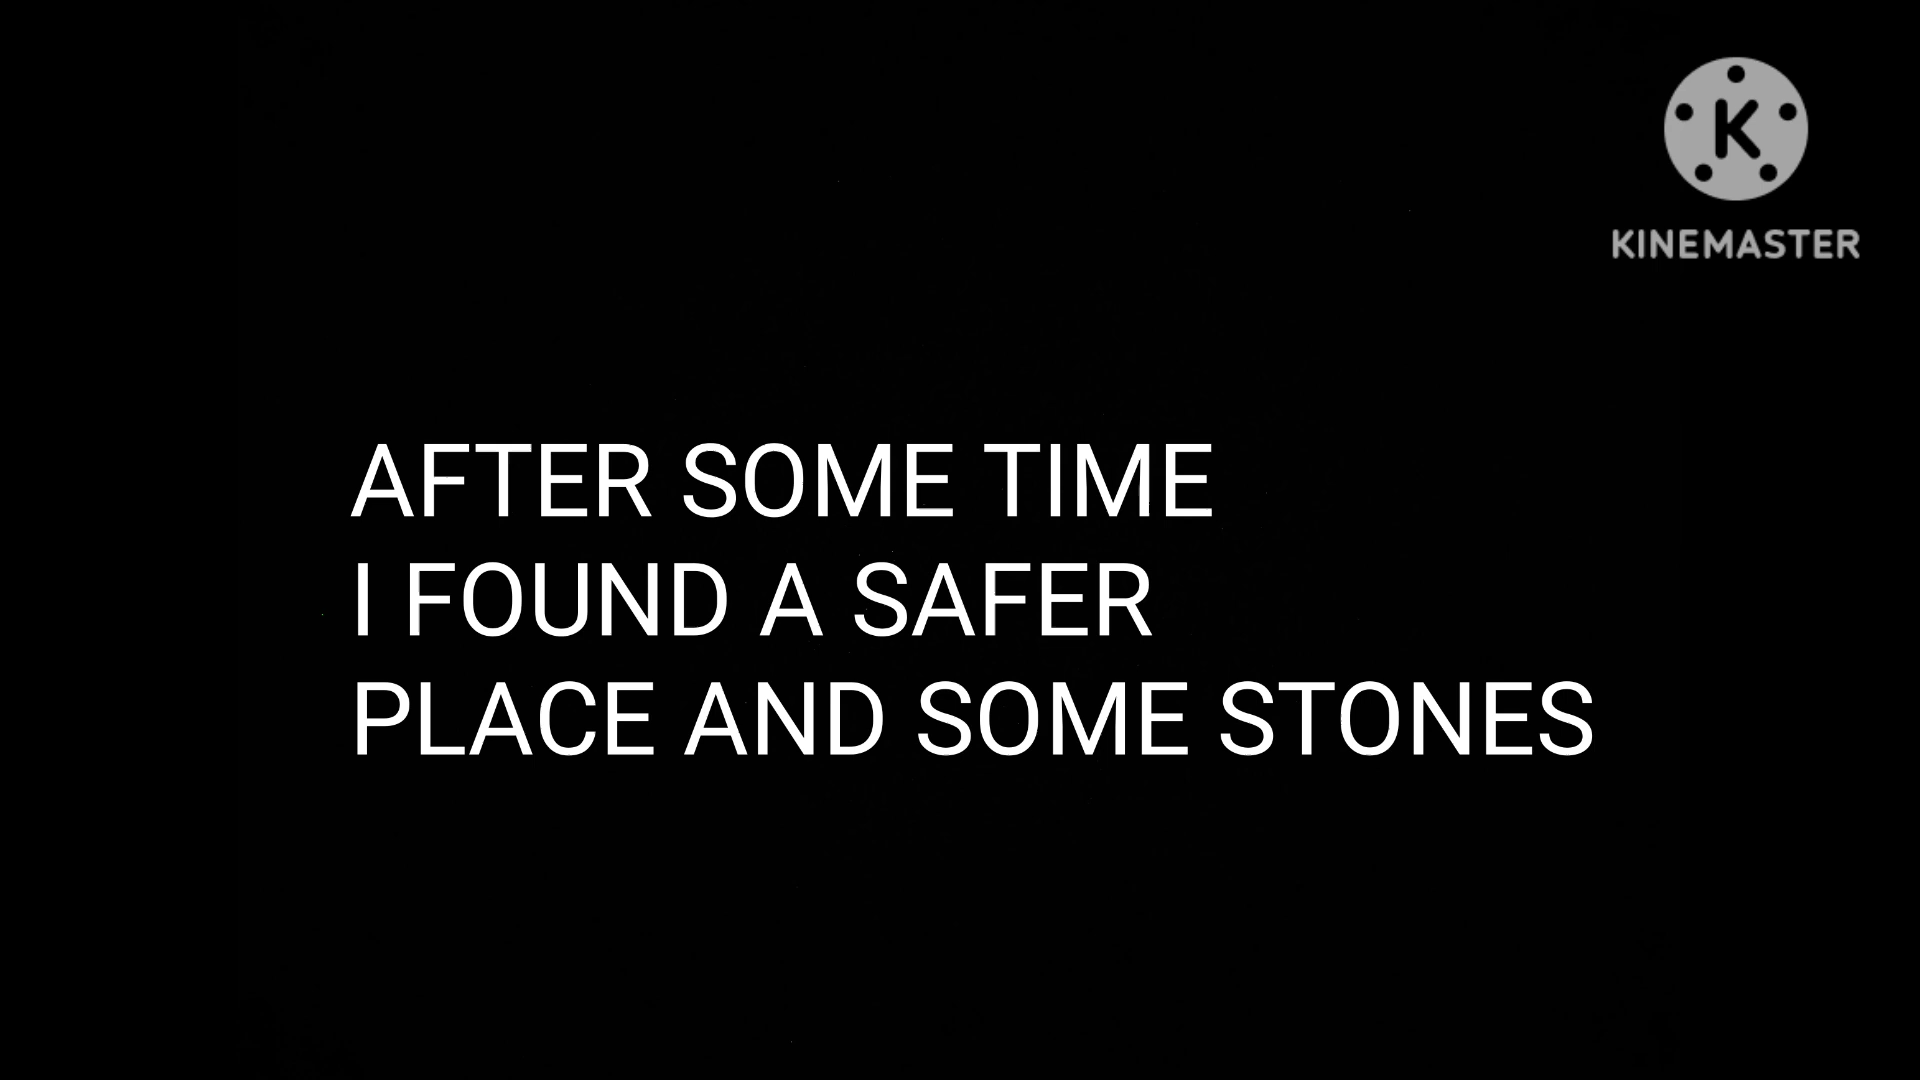 K
KINEMASTER
AFTER SOME TIME
I FOUND A SAFER
PLACE AND SOME STONES